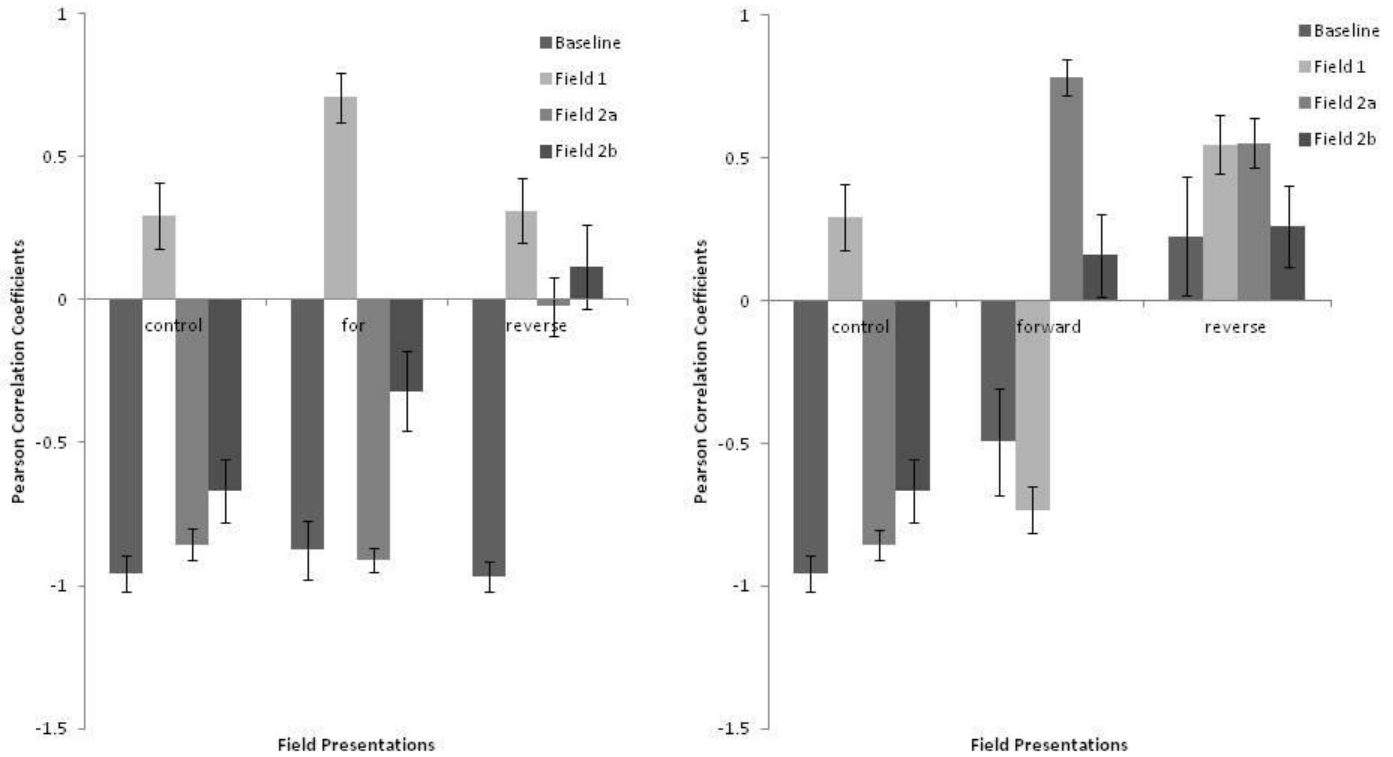 1
0.5
0
-0.5
-1
-1.5
Pearson Correlation Coefficients
Baseline
Field 1
Field 2a
Field 2b
control
for
reverse
Field Presentations
1
0.5
0
-0.5
-1
-1.5
Pearson Correlation Coefficients
Baseline
Field 1
Field 2a
Field 2b
control
forward
reverse
Field Presentations